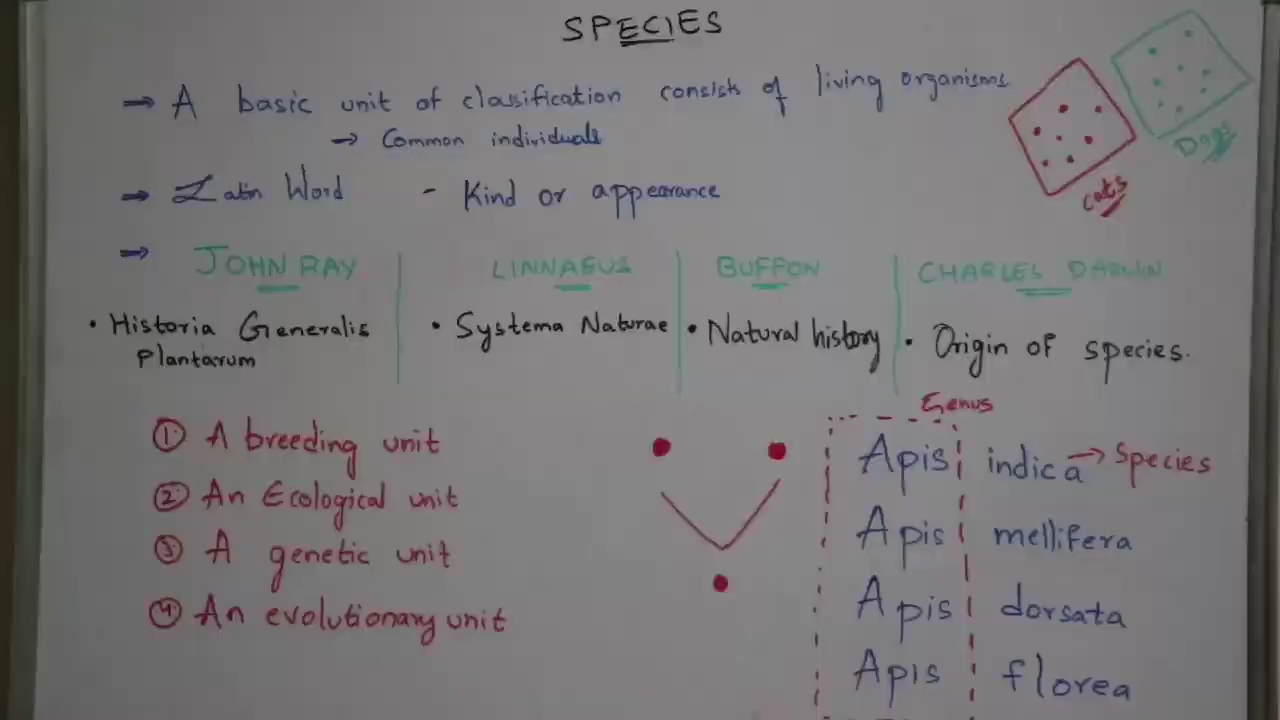 SPECIES
⇒ A basic unit of classification consists of living organisms
→ Common individuals
Dogs
cats
⇒ Latin Word - Kind or appearance
⇒
JOHN RAY
LINNAEUS
BUFFON
CHARLES DARWIN
• Historia Generalis
Plantarum
• Systema Naturae
• Natural history
• Origin of species.
① A breeding unit
② An Ecological unit
③ A genetic unit
④ An evolutionary unit
Genus
Apis indica → Species
Apis mellifera
Apis dorsata
Apis florea